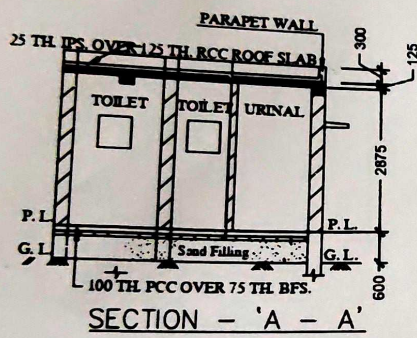 PARAPET WALL
25 TH. IPS. OVER 125 TH. RCC ROOF SLAB
300
125
TOILET TOILET URINAL
2875
P. L. P. L.
G. L. Sand Filling G. L.
600
100 TH. PCC OVER 75 TH. BFS.
SECTION - 'A - A'